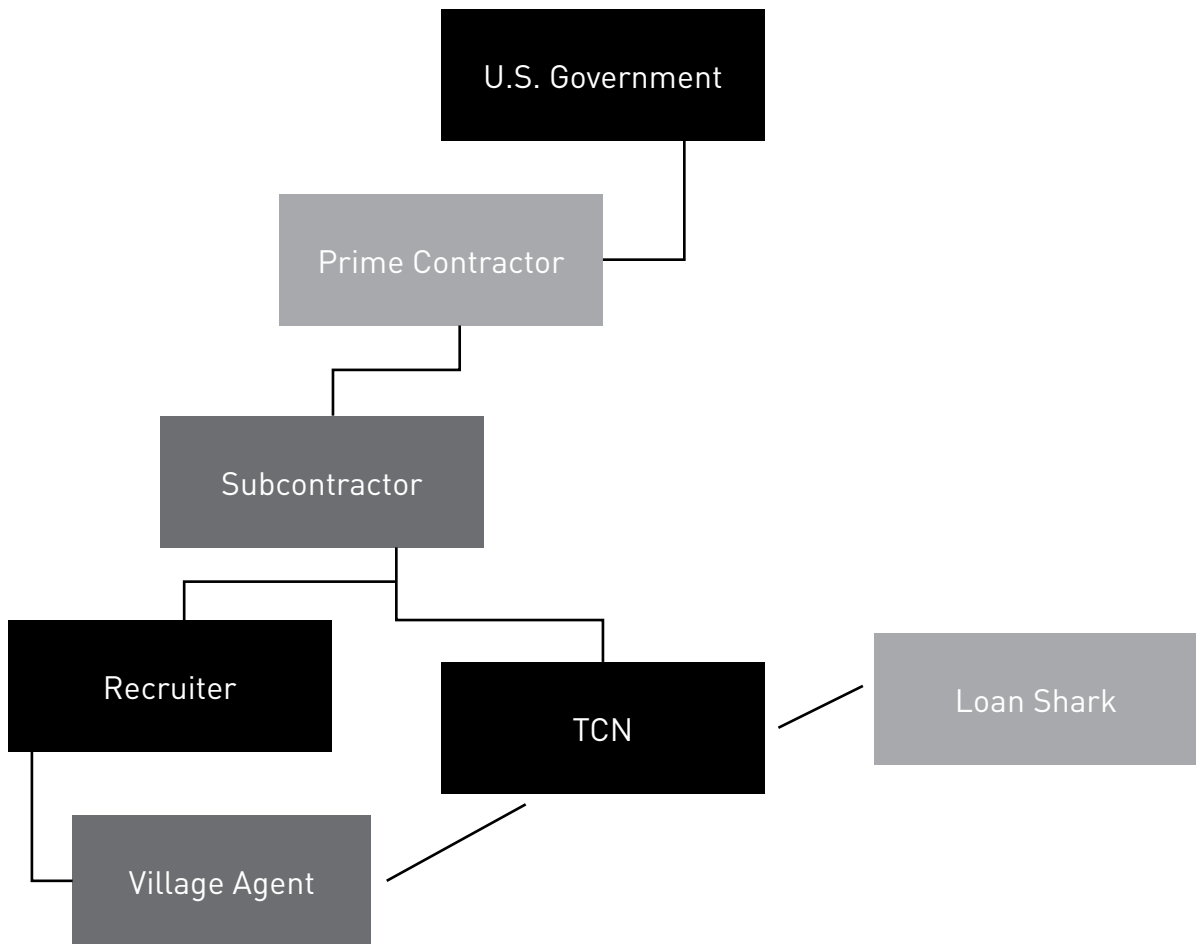 U.S. Government
Prime Contractor
Subcontractor
Recruiter
TCN
Loan Shark
Village Agent